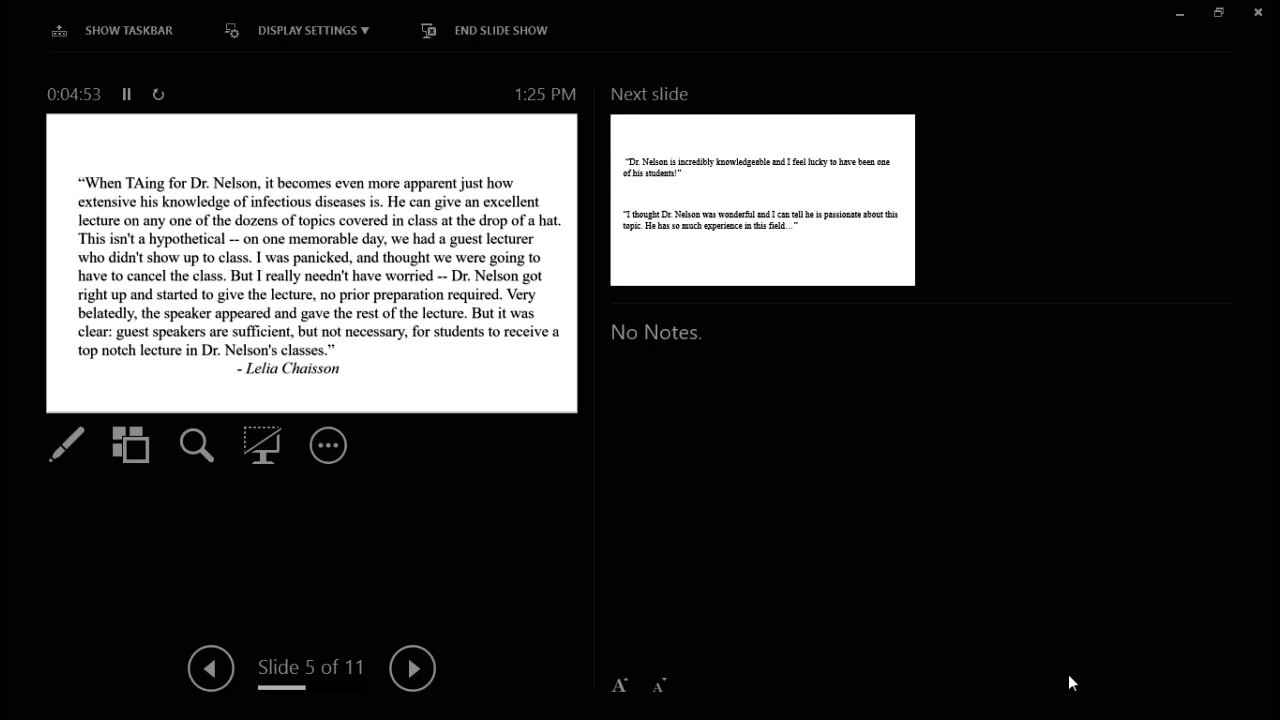 SHOW TASKBAR
DISPLAY SETTINGS ▼
END SLIDE SHOW
0:04:53
1:25 PM
“When TAing for Dr. Nelson, it becomes even more apparent just how
extensive his knowledge of infectious diseases is. He can give an excellent
lecture on any one of the dozens of topics covered in class at the drop of a hat.
This isn't a hypothetical -- on one memorable day, we had a guest lecturer
who didn't show up to class. I was panicked, and thought we were going to
have to cancel the class. But I really needn't have worried -- Dr. Nelson got
right up and started to give the lecture, no prior preparation required. Very
belatedly, the speaker appeared and gave the rest of the lecture. But it was
clear: guest speakers are sufficient, but not necessary, for students to receive a
top notch lecture in Dr. Nelson's classes.”
- Lelia Chaisson
Slide 5 of 11
Next slide
“Dr. Nelson is incredibly knowledgeable and I feel lucky to have been one
of his students!”
“I thought Dr. Nelson was wonderful and I can tell he is passionate about this
topic. He has so much experience in this field…”
No Notes.
A A